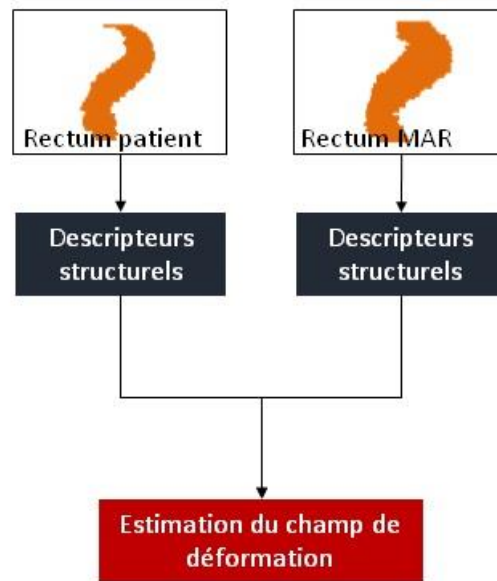 Rectum patient
Rectum MAR
Descripteurs
structurels
Descripteurs
structurels
Estimation du champ de
déformation